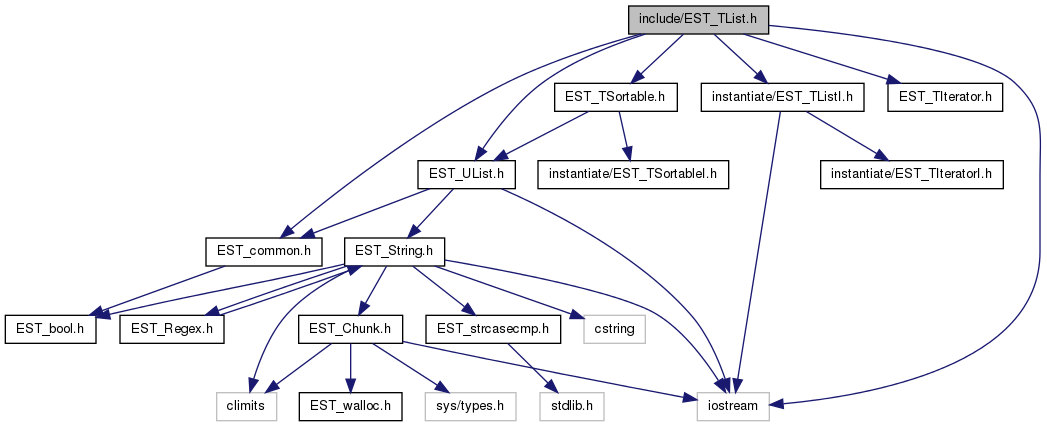 include/EST_TList.h
EST_TSortable.h
instantiate/EST_TListI.h
EST_TIterator.h
EST_UList.h
instantiate/EST_TSortableI.h
instantiate/EST_TIteratorI.h
EST_common.h
EST_String.h
EST_bool.h
EST_Regex.h
EST_Chunk.h
EST_strcasecmp.h
cstring
climits
EST_walloc.h
sys/types.h
stdlib.h
iostream